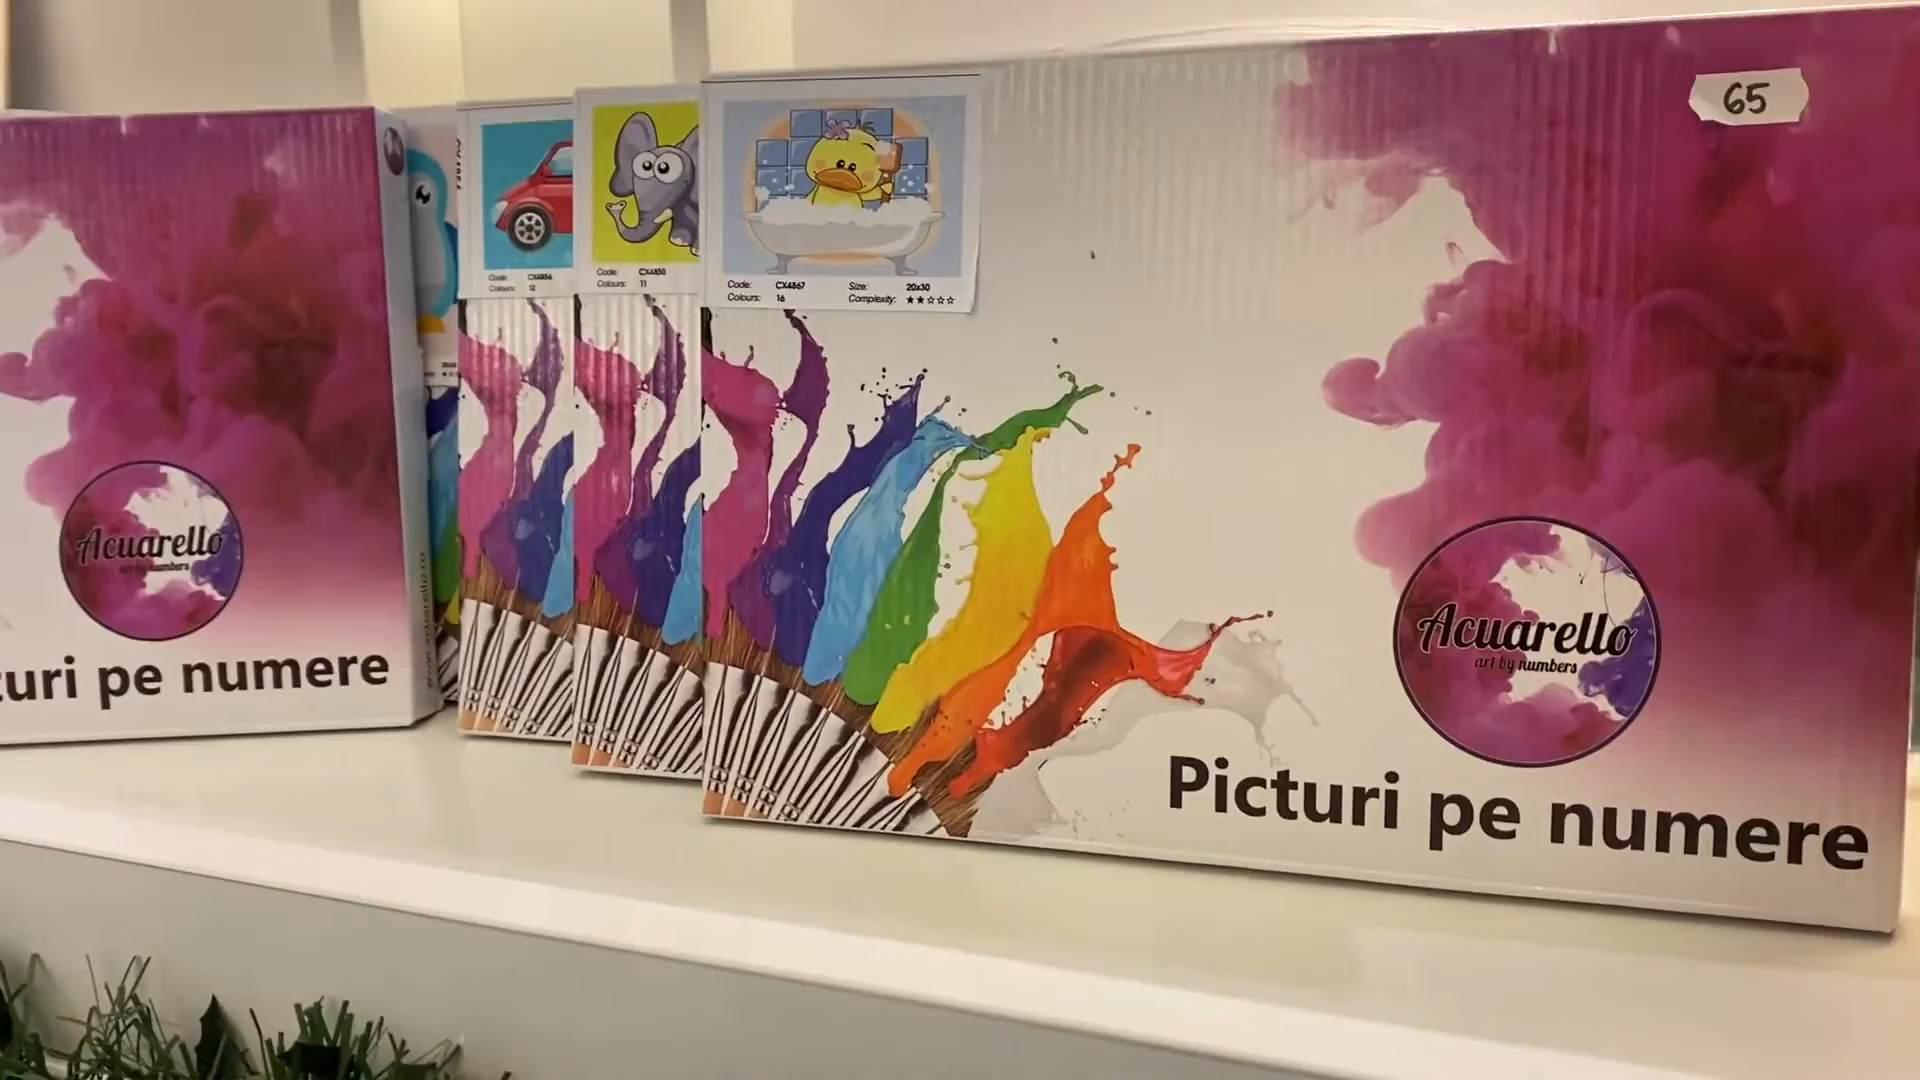 65
Code: CX4856
Colours: 12
Code: CX4850
Colours: 11
Code: CX4867 Size: 20x30
Colours: 16 Complexity: ★★☆☆☆
Acuarello
art by numbers
turi pe numere
Acuarello
art by numbers
Picturi pe numere